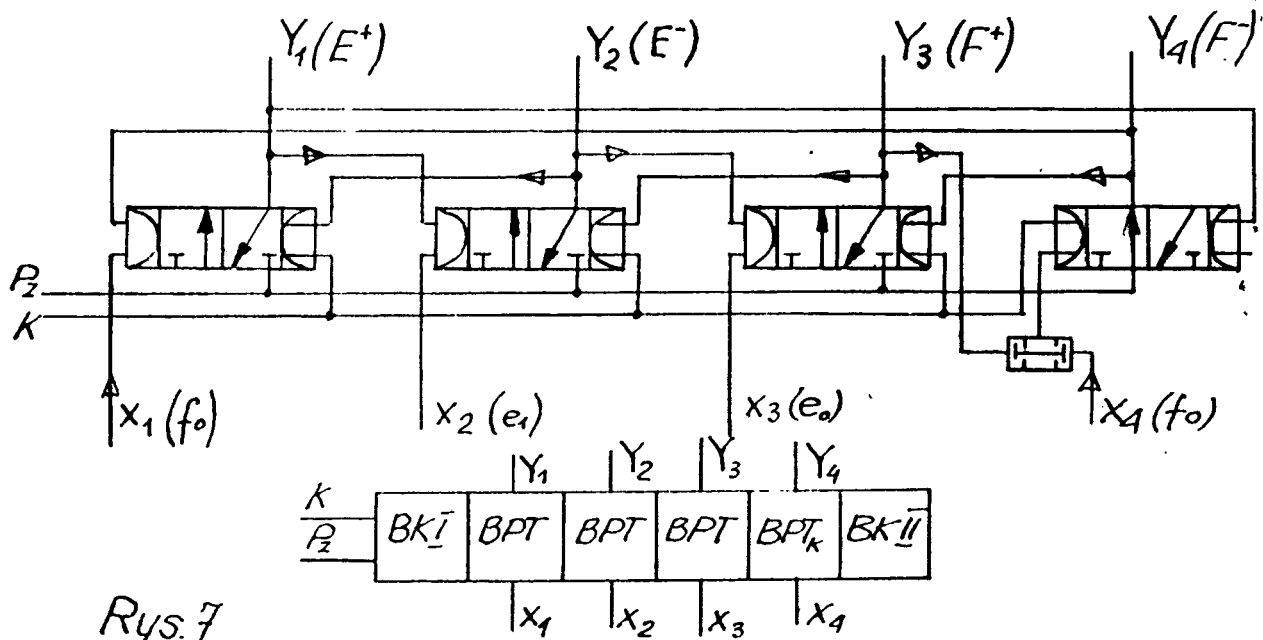 Y₁(E⁺) Y₂(E⁻) Y₃(F⁺) Y₄(F⁻)
P₂
K
x₁(f₀) x₂(e₁) x₃(e₀) x₄(f₀)
Y₁ Y₂ Y₃ Y₄
K
P₂
BKI BPT BPT BPT BPTₖ BKII
x₁ x₂ x₃ x₄
Rys. 7